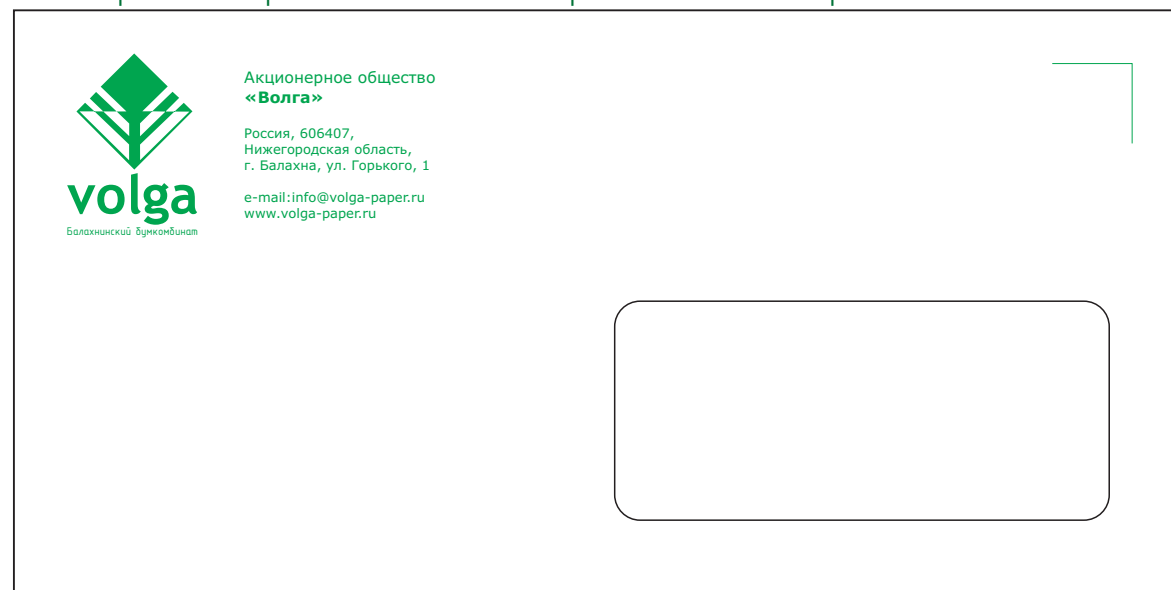 volga
Балахнинский бумкомбинат
Акционерное общество
«Волга»
Россия, 606407,
Нижегородская область,
г. Балахна, ул. Горького, 1
e-mail:info@volga-paper.ru
www.volga-paper.ru